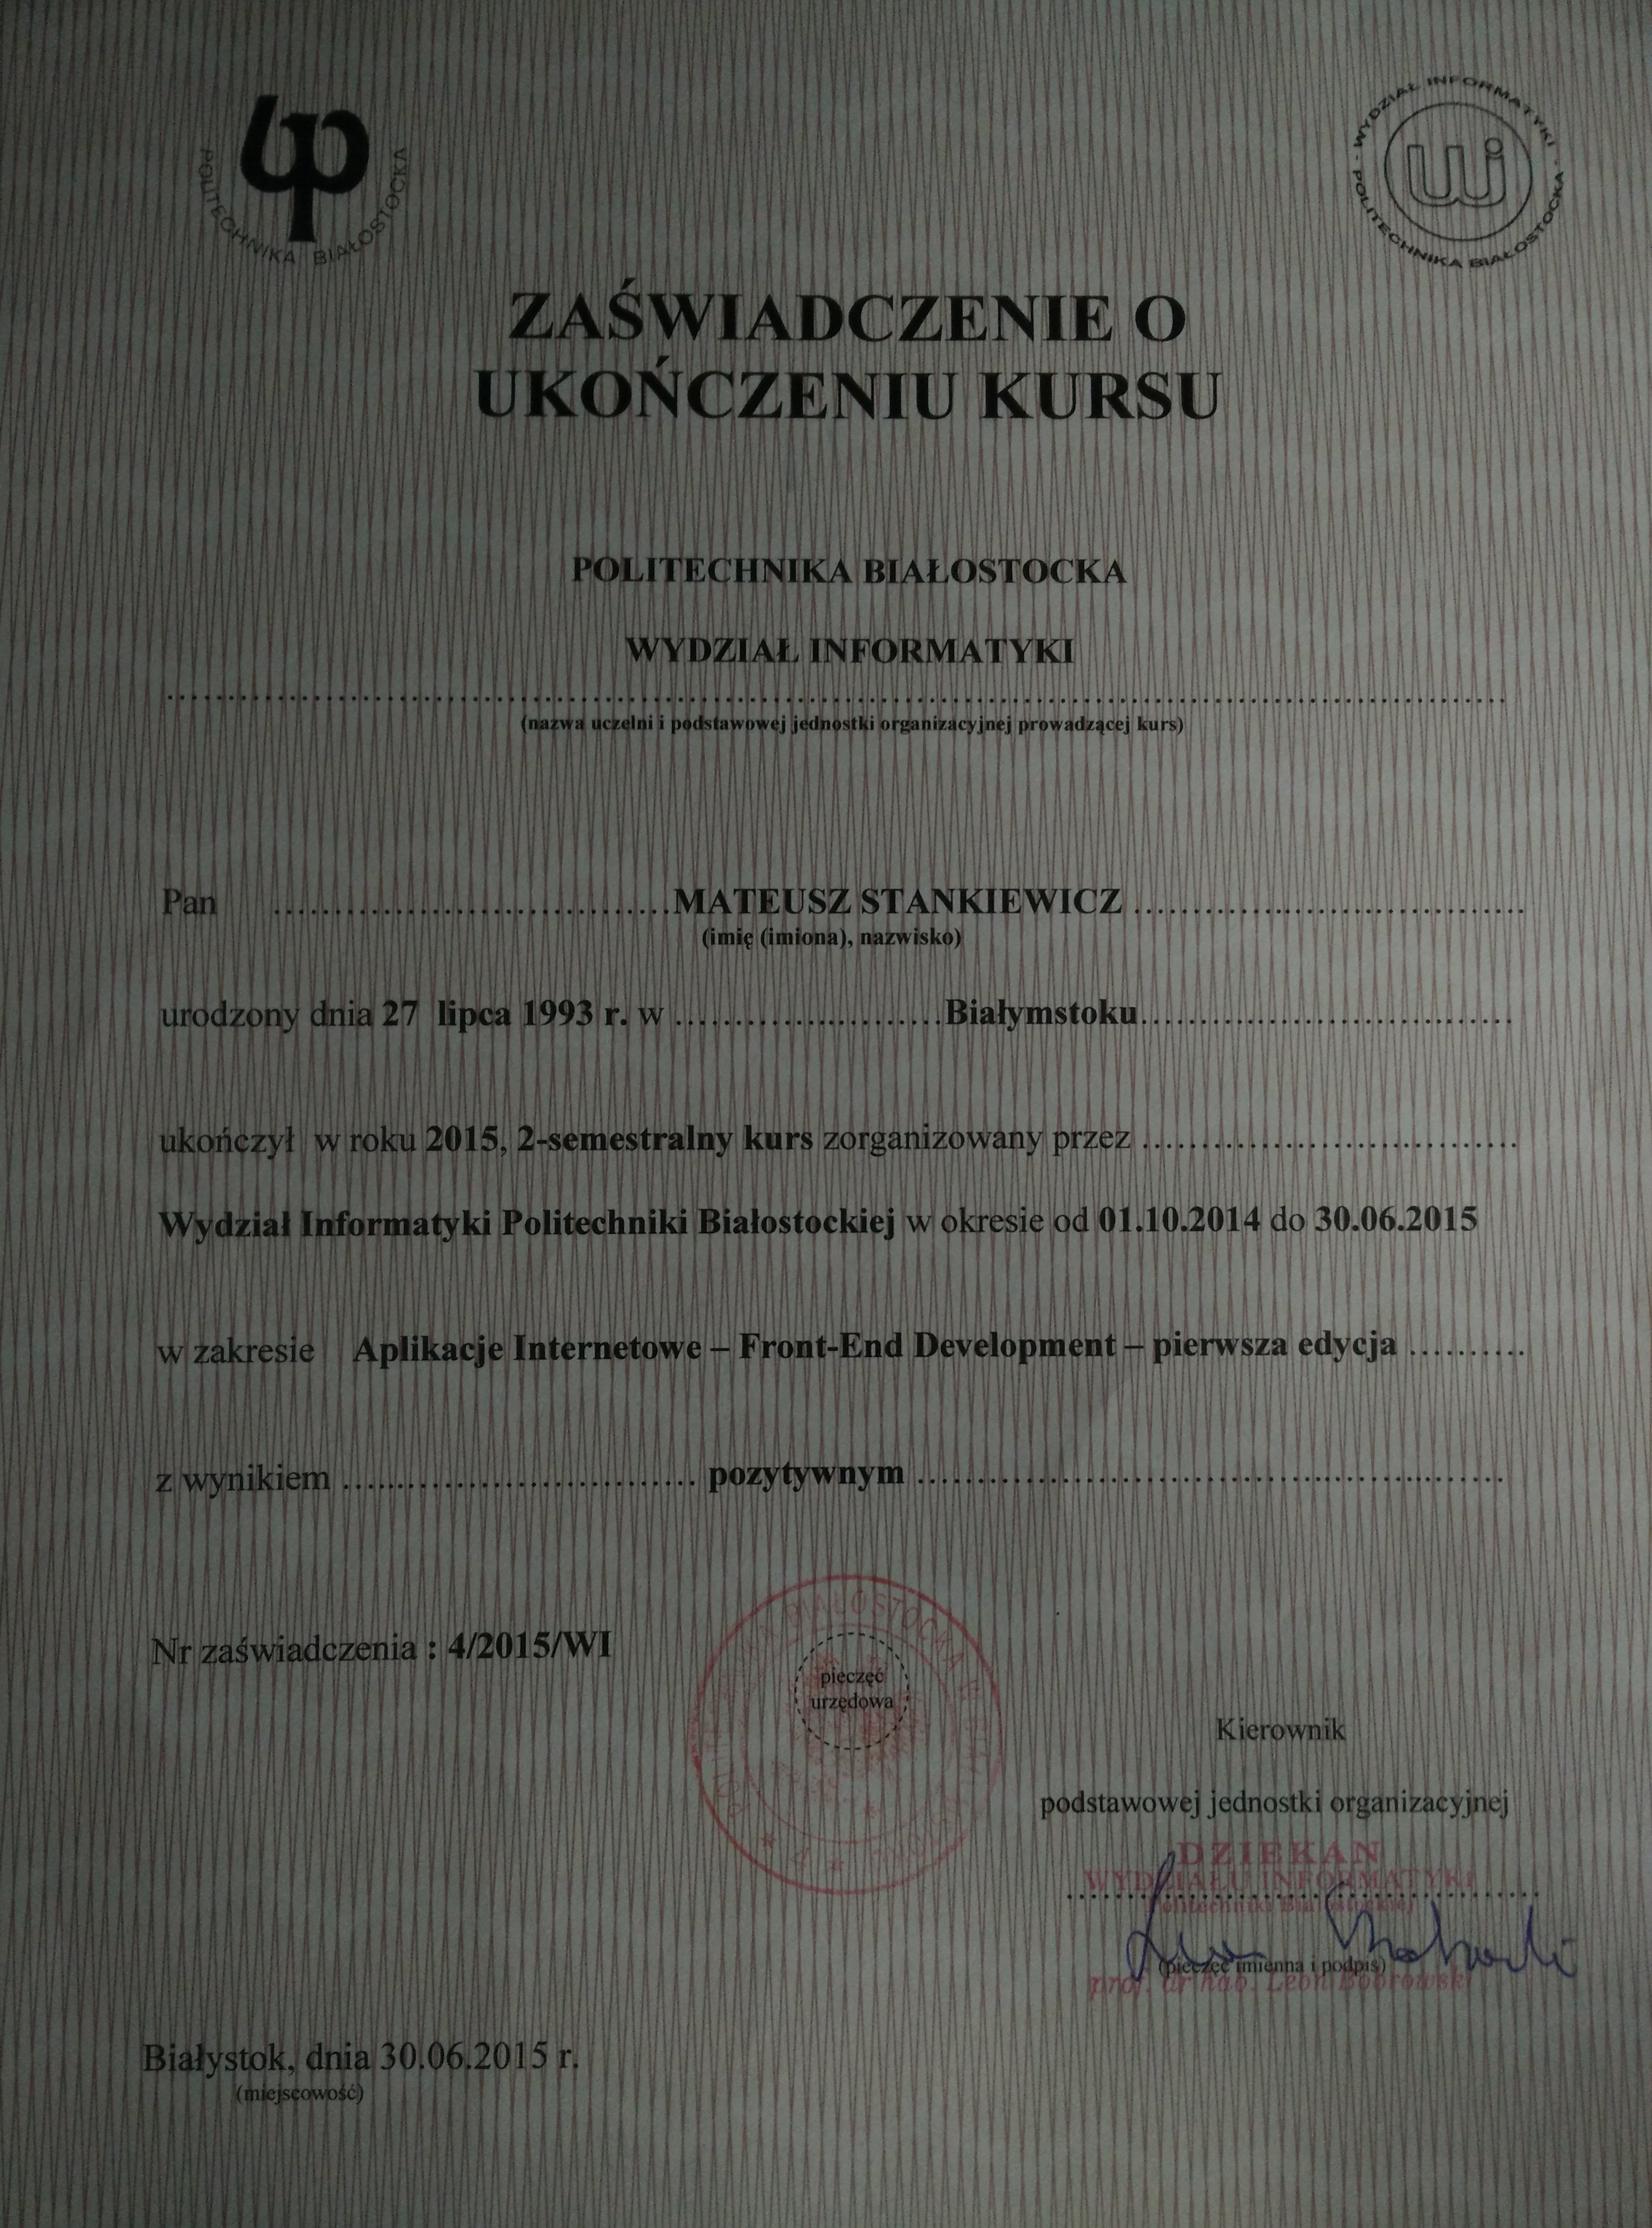 POLITECHNIKA BIAŁOSTOCKA
WYDZIAŁ INFORMATYKI - POLITECHNIKA BIAŁOSTOCKA -
ZAŚWIADCZENIE O
UKOŃCZENIU KURSU
POLITECHNIKA BIAŁOSTOCKA
WYDZIAŁ INFORMATYKI
(nazwa uczelni i podstawowej jednostki organizacyjnej prowadzącej kurs)
Pan MATEUSZ STANKIEWICZ
(imię (imiona), nazwisko)
urodzony dnia 27 lipca 1993 r. w Białymstoku
ukończył w roku 2015, 2-semestralny kurs zorganizowany przez
Wydział Informatyki Politechniki Białostockiej w okresie od 01.10.2014 do 30.06.2015
w zakresie Aplikacje Internetowe – Front-End Development – pierwsza edycja
z wynikiem pozytywnym
Nr zaświadczenia : 4/2015/WI
pieczęć
urzędowa
Kierownik
podstawowej jednostki organizacyjnej
DZIEKAN
WYDZIAŁU INFORMATYKI
Politechniki Białostockiej
(pieczęć imienna i podpis)
prof. dr hab. Leon Bobrowski
Białystok, dnia 30.06.2015 r.
(miejscowość)